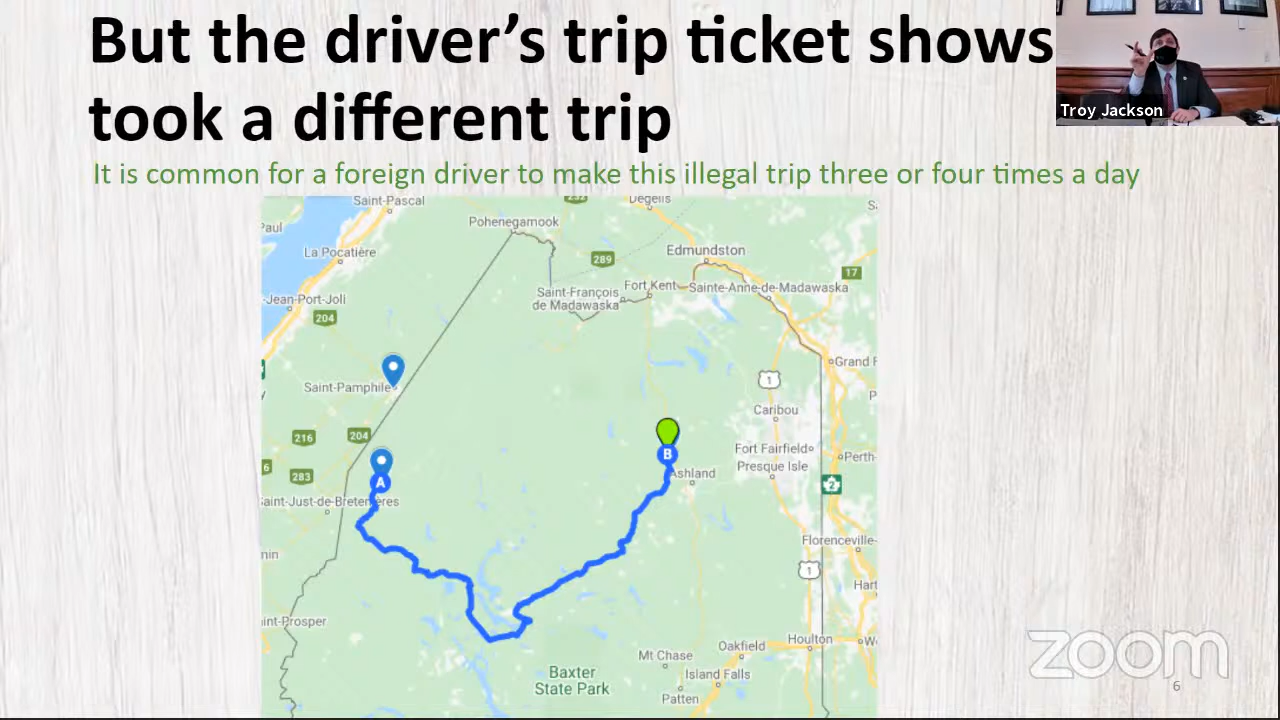 But the driver's trip ticket shows
took a different trip
It is common for a foreign driver to make this illegal trip three or four times a day
Troy Jackson
Saint-Pascal
Degelis
Paul
Pohenegamook
La Pocatière
Edmundston
289
17
Saint-François
de Madawaska
Fort Kent
Sainte-Anne-de-Madawaska
-Jean-Port-Joli
204
Grand F
Saint-Pamphile
1
Caribou
216
204
Fort Fairfield
Perth-
B
6
283
A
Ashland
Presque Isle
2
Saint-Just-de-Bretenières
Florenceville-
min
1
Hart
int-Prosper
Houlton
Wo
Oakfield
Mt Chase
Island Falls
Baxter
State Park
Patten
zoom
6